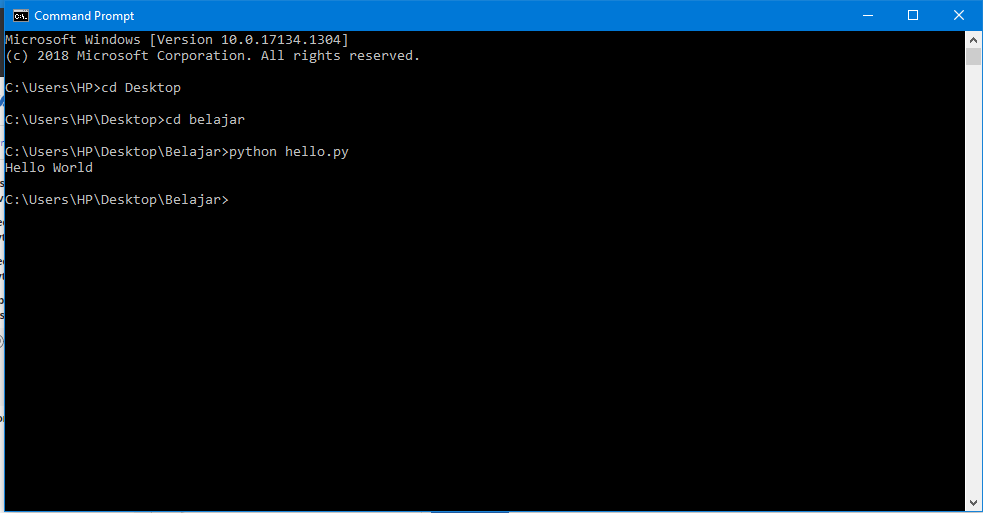 Command Prompt
Microsoft Windows [Version 10.0.17134.1304]
(c) 2018 Microsoft Corporation. All rights reserved.
C:\Users\HP>cd Desktop
C:\Users\HP\Desktop>cd belajar
C:\Users\HP\Desktop\Belajar>python hello.py
Hello World
C:\Users\HP\Desktop\Belajar>